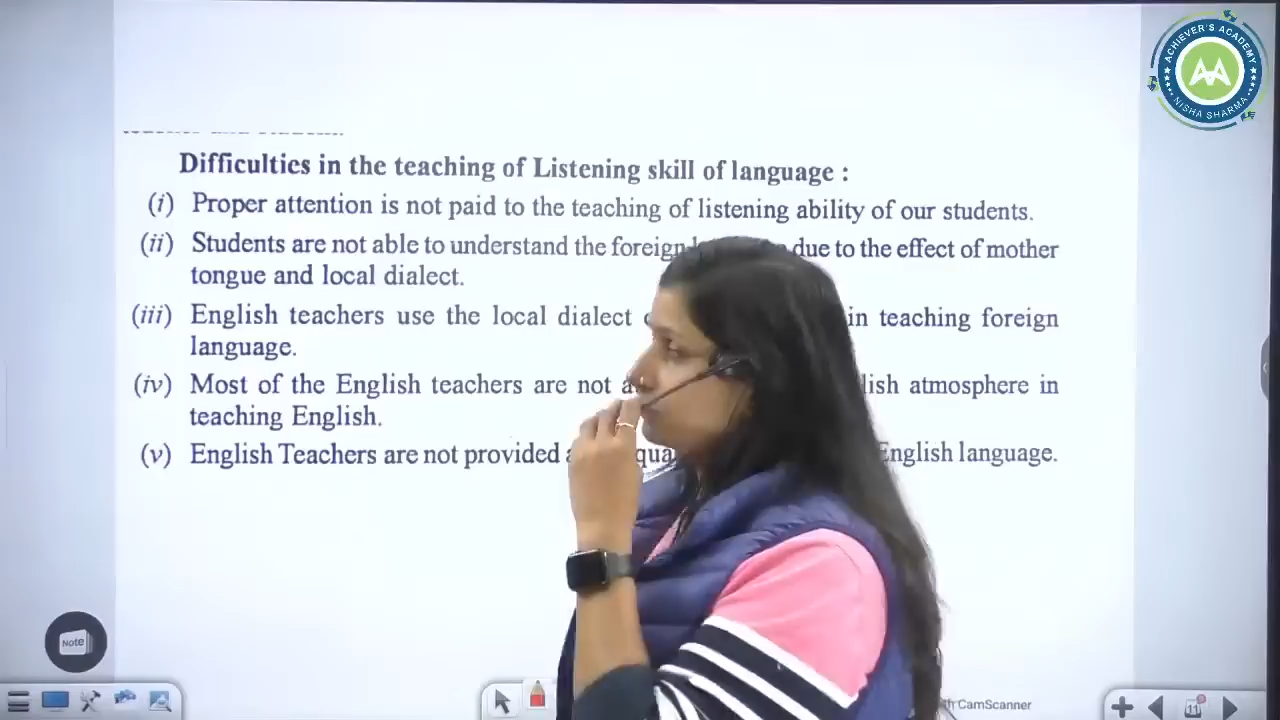 ACHIEVER'S ACADEMY
NISHA SHARMA
Difficultics in the teaching of Listening skill of language :
(i) Proper attention is not paid to the teaching of listening ability of our students.
(ii) Students are not able to understand the foreign due to the effect of mother
tongue and local dialect.
(iii) English teachers use the local dialect in teaching foreign
language.
(iv) Most of the English teachers are not atmosphere in
teaching English.
(v) English Teachers are not provided English language.
Note
CamScanner
11